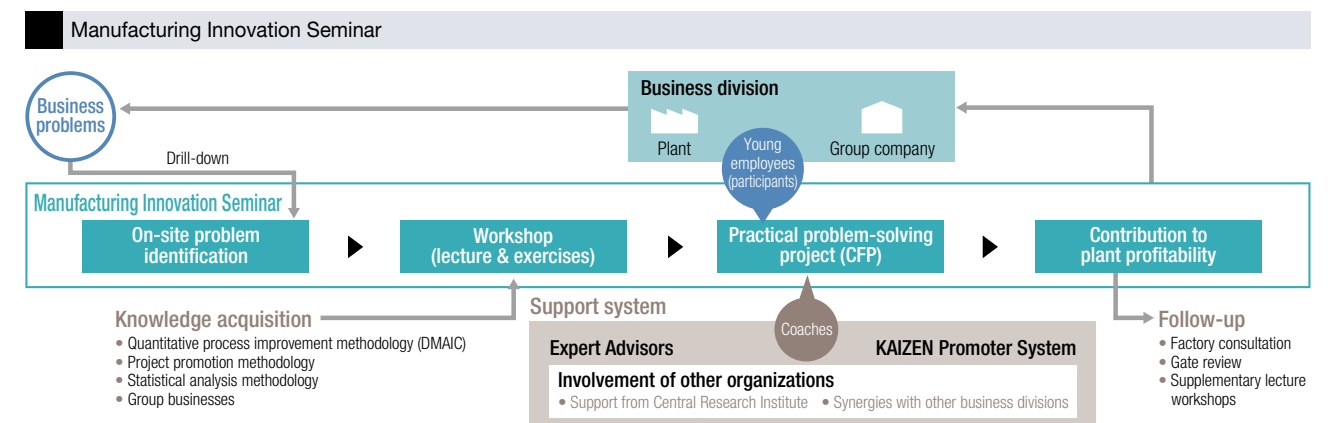 Manufacturing Innovation Seminar
Business
problems
Business division
Plant
Group company
Young
employees
(participants)
Drill-down
Manufacturing Innovation Seminar
On-site problem
identification
Workshop
(lecture & exercises)
Practical problem-solving
project (CFP)
Contribution to
plant profitability
Knowledge acquisition
• Quantitative process improvement methodology (DMAIC)
• Project promotion methodology
• Statistical analysis methodology
• Group businesses
Support system
Coaches
Expert Advisors
KAIZEN Promoter System
Involvement of other organizations
• Support from Central Research Institute • Synergies with other business divisions
Follow-up
• Factory consultation
• Gate review
• Supplementary lecture
workshops